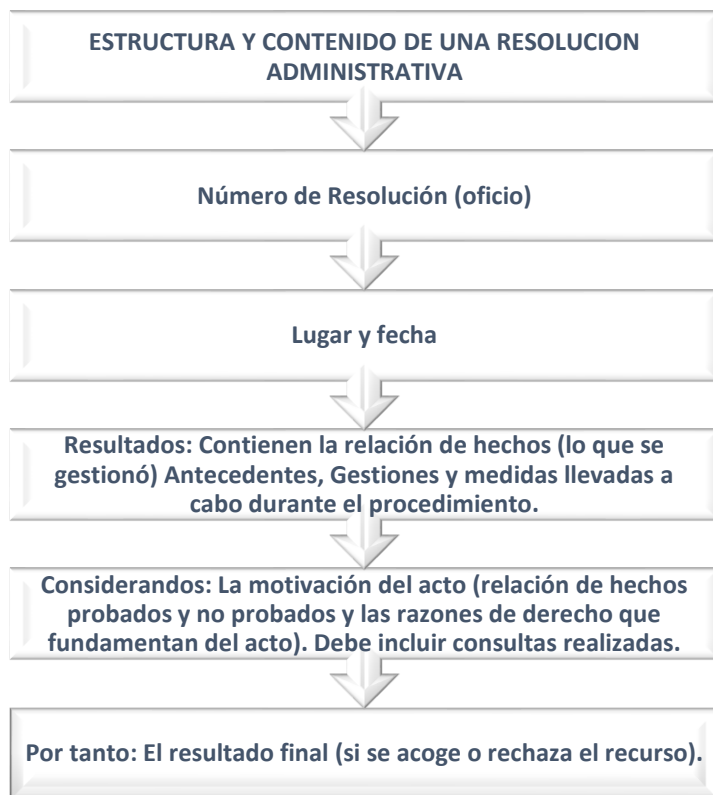 ESTRUCTURA Y CONTENIDO DE UNA RESOLUCION
ADMINISTRATIVA
Número de Resolución (oficio)
Lugar y fecha
Resultados: Contienen la relación de hechos (lo que se
gestionó) Antecedentes, Gestiones y medidas llevadas a
cabo durante el procedimiento.
Considerandos: La motivación del acto (relación de hechos
probados y no probados y las razones de derecho que
fundamentan del acto). Debe incluir consultas realizadas.
Por tanto: El resultado final (si se acoge o rechaza el recurso).